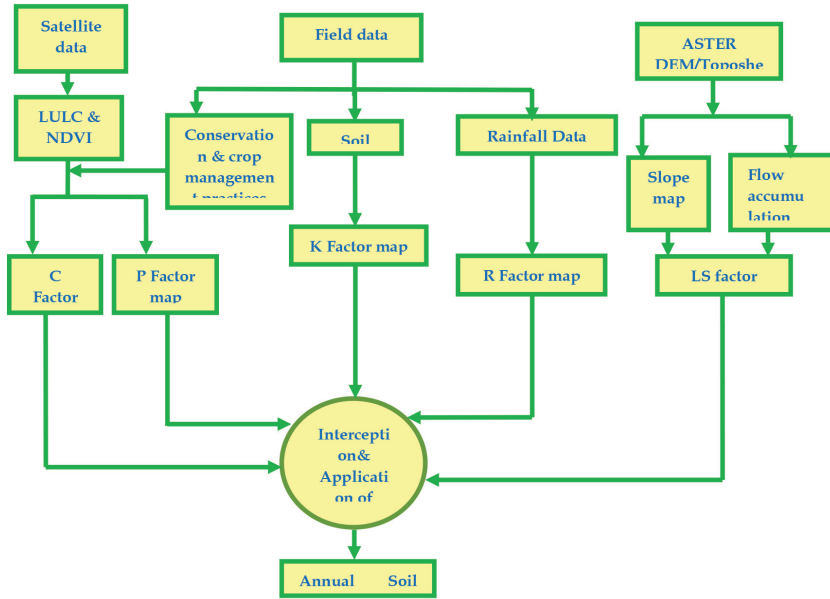 Satellite
data
Field data
ASTER
DEM/Toposhe
LULC &
NDVI
Conservatio
n & crop
managemen
t practices
Soil
Rainfall Data
Slope
map
Flow
accumu
lation
C
Factor
P Factor
map
K Factor map
R Factor map
LS factor
Intercepti
on&
Applicati
on of
Annual Soil